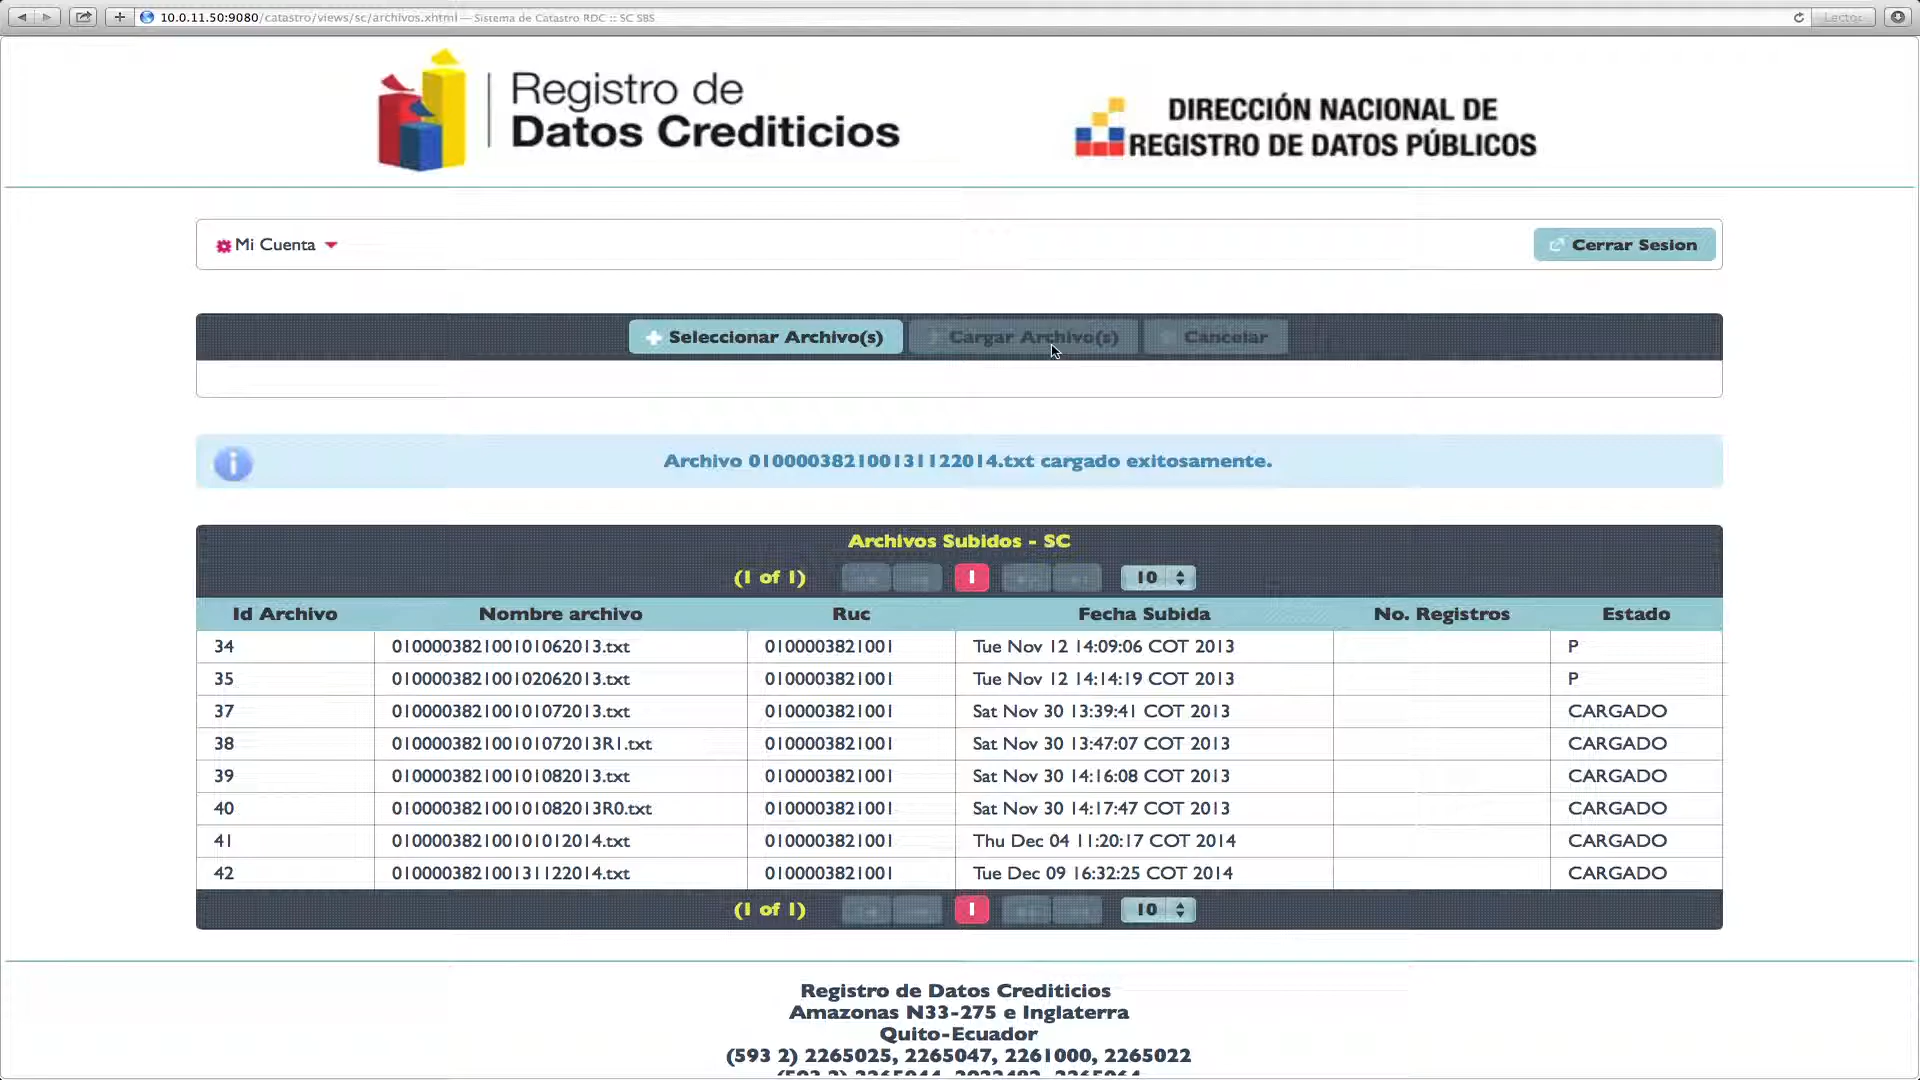 10.0.11.50:9080/catastro/views/sc/archivos.xhtml — Sistema de Catastro RDC :: SC SBS
Lector
Registro de
Datos Crediticios
DIRECCIÓN NACIONAL DE
REGISTRO DE DATOS PÚBLICOS
Mi Cuenta
Cerrar Sesion
Seleccionar Archivo(s) Cargar Archivo(s) Cancelar
Archivo 010000382100131122014.txt cargado exitosamente.
Archivos Subidos - SC
(1 of 1) 1 10
Id Archivo Nombre archivo Ruc Fecha Subida No. Registros Estado
34 010000382100101062013.txt 0100003821001 Tue Nov 12 14:09:06 COT 2013 P
35 010000382100102062013.txt 0100003821001 Tue Nov 12 14:14:19 COT 2013 P
37 010000382100101072013.txt 0100003821001 Sat Nov 30 13:39:41 COT 2013 CARGADO
38 010000382100101072013R1.txt 0100003821001 Sat Nov 30 13:47:07 COT 2013 CARGADO
39 010000382100101082013.txt 0100003821001 Sat Nov 30 14:16:08 COT 2013 CARGADO
40 010000382100101082013R0.txt 0100003821001 Sat Nov 30 14:17:47 COT 2013 CARGADO
41 010000382100101012014.txt 0100003821001 Thu Dec 04 11:20:17 COT 2014 CARGADO
42 010000382100131122014.txt 0100003821001 Tue Dec 09 16:32:25 COT 2014 CARGADO
(1 of 1) 1 10
Registro de Datos Crediticios
Amazonas N33-275 e Inglaterra
Quito-Ecuador
(593 2) 2265025, 2265047, 2261000, 2265022